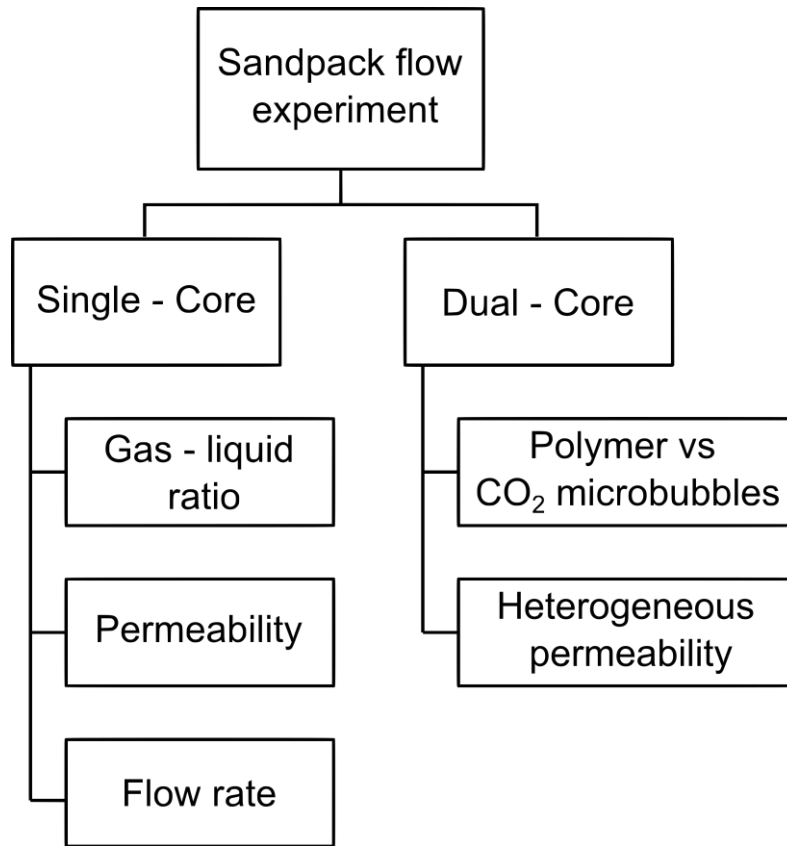 Sandpack flow
experiment
Single - Core
Dual - Core
Gas - liquid
ratio
Permeability
Flow rate
Polymer vs
CO₂ microbubbles
Heterogeneous
permeability